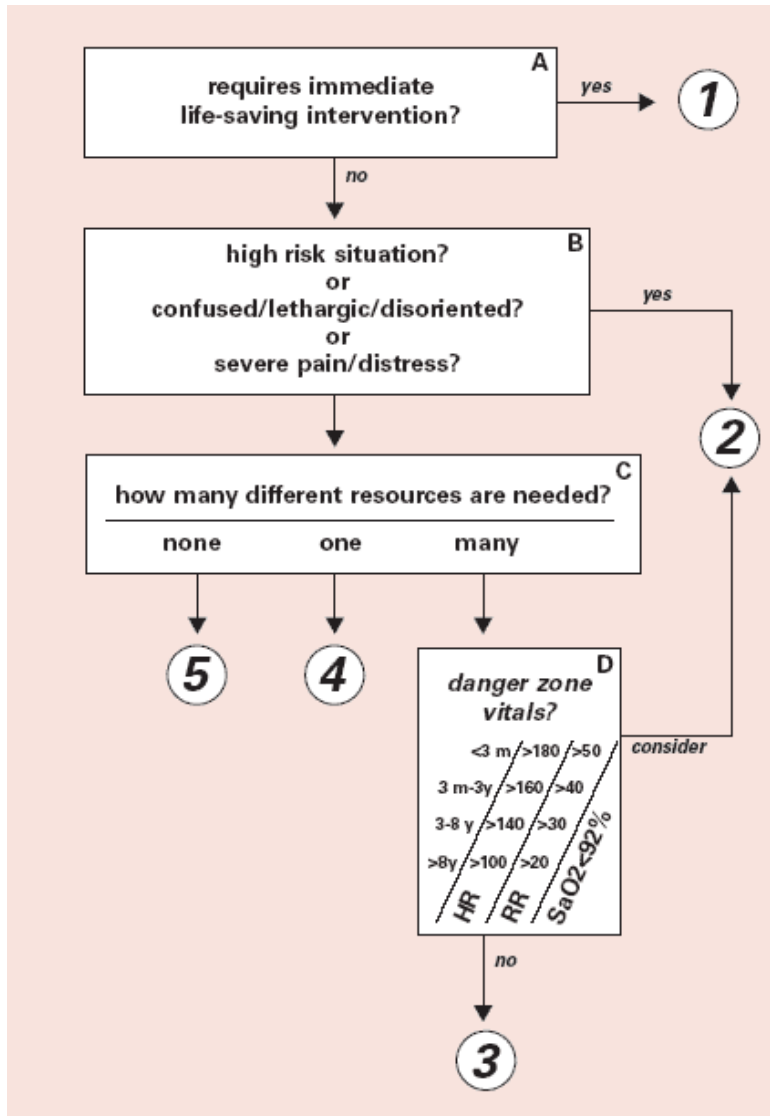 A
requires immediate
life-saving intervention?
yes
1
no
B
high risk situation?
or
confused/lethargic/disoriented?
or
severe pain/distress?
yes
2
C
how many different resources are needed?
none one many
5
4
D
danger zone
vitals?
<3 m >180 >50
3 m-3y >160 >40
3-8 y >140 >30
>8y >100 >20
HR RR SaO2<92%
consider
no
3